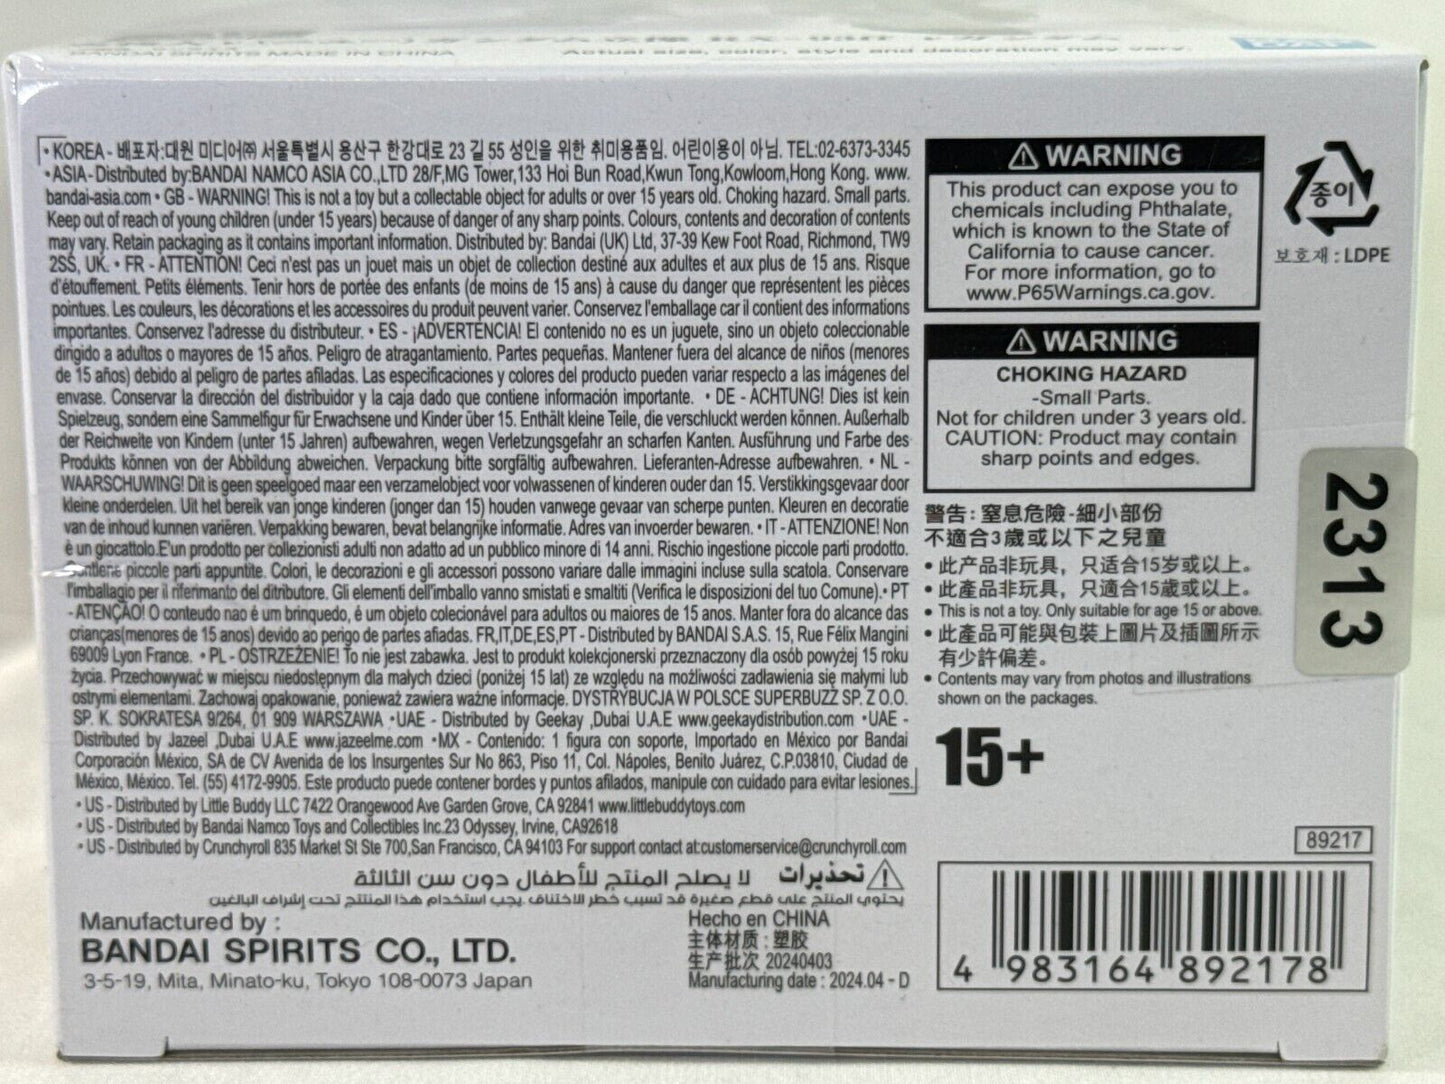 BANDAI SPIRITS MADE IN CHINA
Actual size, color, style and decoration may vary.
• KOREA - 배포자:대원 미디어㈜ 서울특별시 용산구 한강대로 23 길 55 성인을 위한 취미용품임. 어린이용이 아님. TEL:02-6373-3345
• ASIA- Distributed by:BANDAI NAMCO ASIA CO.,LTD 28/F,MG Tower,133 Hoi Bun Road,Kwun Tong,Kowloom,Hong Kong. www.
bandai-asia.com • GB - WARNING! This is not a toy but a collectable object for adults or over 15 years old. Choking hazard. Small parts.
Keep out of reach of young children (under 15 years) because of danger of any sharp points. Colours, contents and decoration of contents
may vary. Retain packaging as it contains important information. Distributed by: Bandai (UK) Ltd, 37-39 Kew Foot Road, Richmond, TW9
2SS, UK. • FR - ATTENTION! Ceci n'est pas un jouet mais un objet de collection destiné aux adultes et aux plus de 15 ans. Risque
d'étouffement. Petits éléments. Tenir hors de portée des enfants (de moins de 15 ans) à cause du danger que représentent les pièces
pointues. Les couleurs, les décorations et les accessoires du produit peuvent varier. Conservez l'emballage car il contient des informations
importantes. Conservez l'adresse du distributeur. • ES - ¡ADVERTENCIA! El contenido no es un juguete, sino un objeto coleccionable
dirigido a adultos o mayores de 15 años. Peligro de atragantamiento. Partes pequeñas. Mantener fuera del alcance de niños (menores
de 15 años) debido al peligro de partes afiladas. Las especificaciones y colores del producto pueden variar respecto a las imágenes del
envase. Conservar la dirección del distribuidor y la caja dado que contiene información importante. • DE - ACHTUNG! Dies ist kein
Spielzeug, sondern eine Sammelfigur für Erwachsene und Kinder über 15. Enthält kleine Teile, die verschluckt werden können. Außerhalb
der Reichweite von Kindern (unter 15 Jahren) aufbewahren, wegen Verletzungsgefahr an scharfen Kanten. Ausführung und Farbe des
Produkts können von der Abbildung abweichen. Verpackung bitte sorgfältig aufbewahren. Lieferanten-Adresse aufbewahren. • NL -
WAARSCHUWING! Dit is geen speelgoed maar een verzamelobject voor volwassenen of kinderen ouder dan 15. Verstikkingsgevaar door
kleine onderdelen. Uit het bereik van jonge kinderen (jonger dan 15) houden vanwege gevaar van scherpe punten. Kleuren en decoratie
van de inhoud kunnen variëren. Verpakking bewaren, bevat belangrijke informatie. Adres van invoerder bewaren. • IT - ATTENZIONE! Non
è un giocattolo.E'un prodotto per collezionisti adulti non adatto ad un pubblico minore di 14 anni. Rischio ingestione piccole parti prodotto.
piccole parti appuntite. Colori, le decorazioni e gli accessori possono variare dalle immagini incluse sulla scatola. Conservare
l'imballagio per il riferimento del ditributore. Gli elementi dell'imballo vanno smistati e smaltiti (Verifica le disposizioni del tuo Comune).• PT
- ATENÇÃO! O conteudo nao é um brinquedo, é um objeto colecionável para adultos ou maiores de 15 anos. Manter fora do alcance das
crianças(menores de 15 anos) devido ao perigo de partes afiadas. FR,IT,DE,ES,PT - Distributed by BANDAI S.A.S. 15, Rue Félix Mangini
69009 Lyon France. • PL - OSTRZEŻENIE! To nie jest zabawka. Jest to produkt kolekcjonerski przeznaczony dla osób powyżej 15 roku
życia. Przechowywać w miejscu niedostępnym dla małych dzieci (poniżej 15 lat) ze względu na możliwości zadławienia się małymi lub
ostrymi elementami. Zachowaj opakowanie, ponieważ zawiera ważne informacje. DYSTRYBUCJA W POLSCE SUPERBUZZ SP. Z O.O.
SP. K. SOKRATESA 9/264, 01 909 WARSZAWA •UAE - Distributed by Geekay ,Dubai U.A.E www.geekaydistribution.com •UAE -
Distributed by Jazeel ,Dubai U.A.E www.jazeelme.com •MX - Contenido: 1 figura con soporte, Importado en México por Bandai
Corporación México, SA de CV Avenida de los Insurgentes Sur No 863, Piso 11, Col. Nápoles, Benito Juárez, C.P.03810, Ciudad de
México, México. Tel. (55) 4172-9905. Este producto puede contener bordes y puntos afilados, manipule con cuidado para evitar lesiones.
• US - Distributed by Little Buddy LLC 7422 Orangewood Ave Garden Grove, CA 92841 www.littlebuddytoys.com
• US - Distributed by Bandai Namco Toys and Collectibles Inc.23 Odyssey, Irvine, CA92618
• US - Distributed by Crunchyroll 835 Market St Ste 700,San Francisco, CA 94103 For support contact at:customerservice@crunchyroll.com
تحذيرات لا يصلح المنتج للأطفال دون سن الثالثة
يحتوي المنتج على قطع صغيرة قد تسبب خطر الاختناق. يجب استخدام هذا المنتج تحت إشراف البالغين
Manufactured by :
BANDAI SPIRITS CO., LTD.
3-5-19, Mita, Minato-ku, Tokyo 108-0073 Japan
Hecho en CHINA
主体材质 : 塑胶
生产批次 20240403
Manufacturing date : 2024.04 - D
WARNING
This product can expose you to
chemicals including Phthalate,
which is known to the State of
California to cause cancer.
For more information, go to
www.P65Warnings.ca.gov.
WARNING
CHOKING HAZARD
-Small Parts.
Not for children under 3 years old.
CAUTION: Product may contain
sharp points and edges.
종이
보호재 : LDPE
警告: 窒息危險-細小部份
不適合3歲或以下之兒童
• 此产品非玩具，只适合15岁或以上。
• 此產品非玩具，只適合15歲或以上。
• This is not a toy. Only suitable for age 15 or above.
• 此產品可能與包裝上圖片及插圖所示
有少許偏差。
• Contents may vary from photos and illustrations
shown on the packages.
15+
2313
89217
4 983164 892178